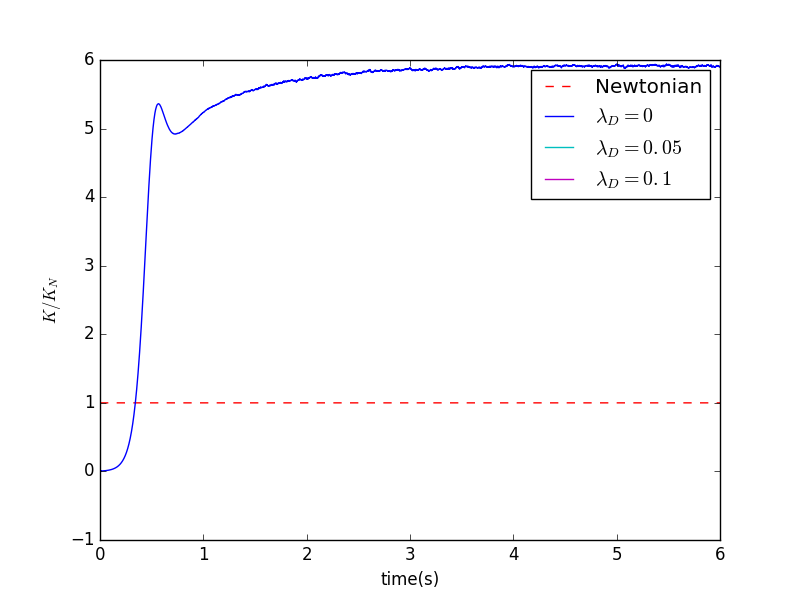 6
5
4
3
2
1
0
−1
K/K_N
Newtonian
λ_D = 0
λ_D = 0.05
λ_D = 0.1
0 1 2 3 4 5 6
time(s)